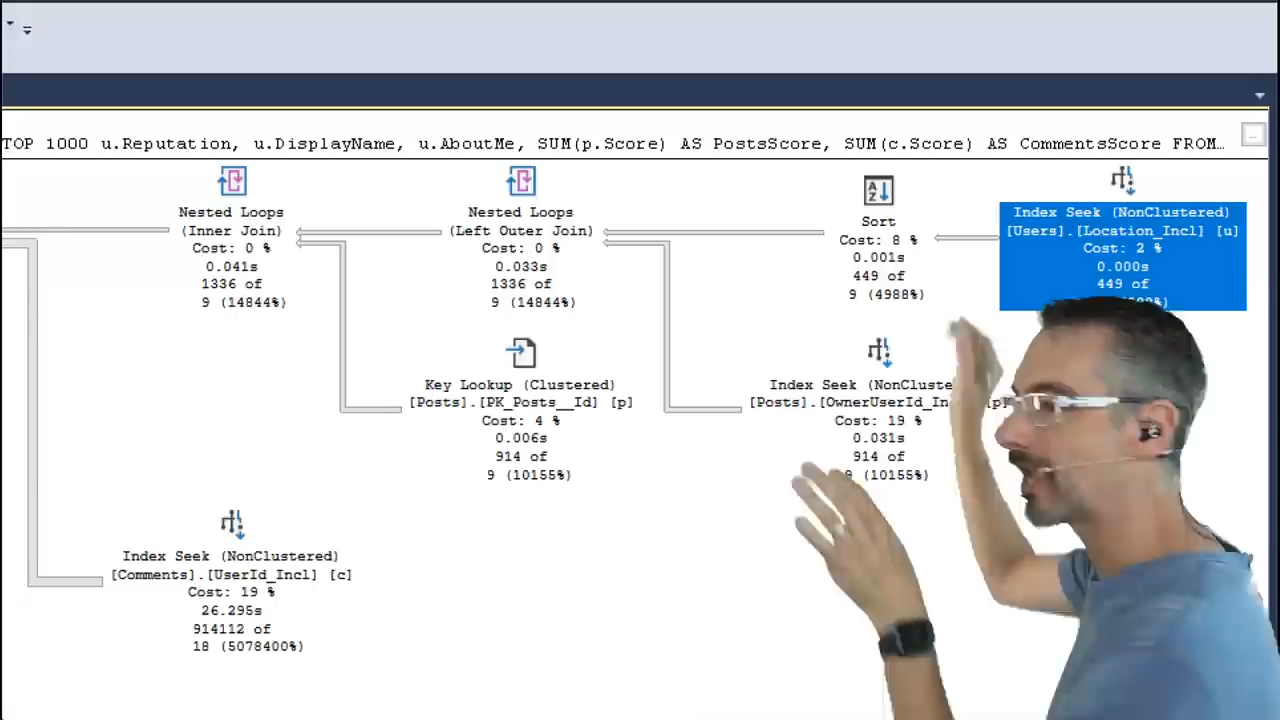 TOP 1000 u.Reputation, u.DisplayName, u.AboutMe, SUM(p.Score) AS PostsScore, SUM(c.Score) AS CommentsScore FROM…
Nested Loops
(Inner Join)
Cost: 0 %
0.041s
1336 of
9 (14844%)
Nested Loops
(Left Outer Join)
Cost: 0 %
0.033s
1336 of
9 (14844%)
Sort
Cost: 8 %
0.001s
449 of
9 (4988%)
Index Seek (NonClustered)
[Users].[Location_Incl] [u]
Cost: 2 %
0.000s
449 of
Key Lookup (Clustered)
[Posts].[PK_Posts__Id] [p]
Cost: 4 %
0.006s
914 of
9 (10155%)
Index Seek
[Posts]
Cost: 19 %
0.031s
914 of
(10155%)
Index Seek (NonClustered)
[Comments].[UserId_Incl] [c]
Cost: 19 %
26.295s
914112 of
18 (5078400%)